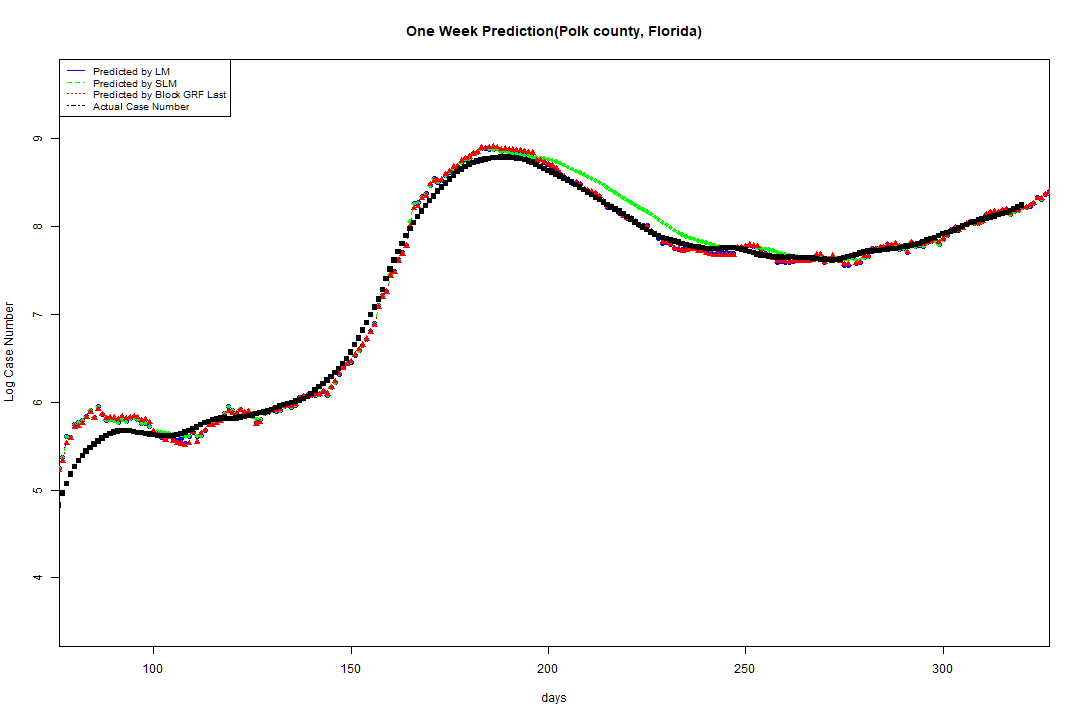 One Week Prediction(Polk county, Florida)
Predicted by LM
Predicted by SLM
Predicted by Block GRF Last
Actual Case Number
9
8
7
6
5
4
Log Case Number
100 150 200 250 300
days